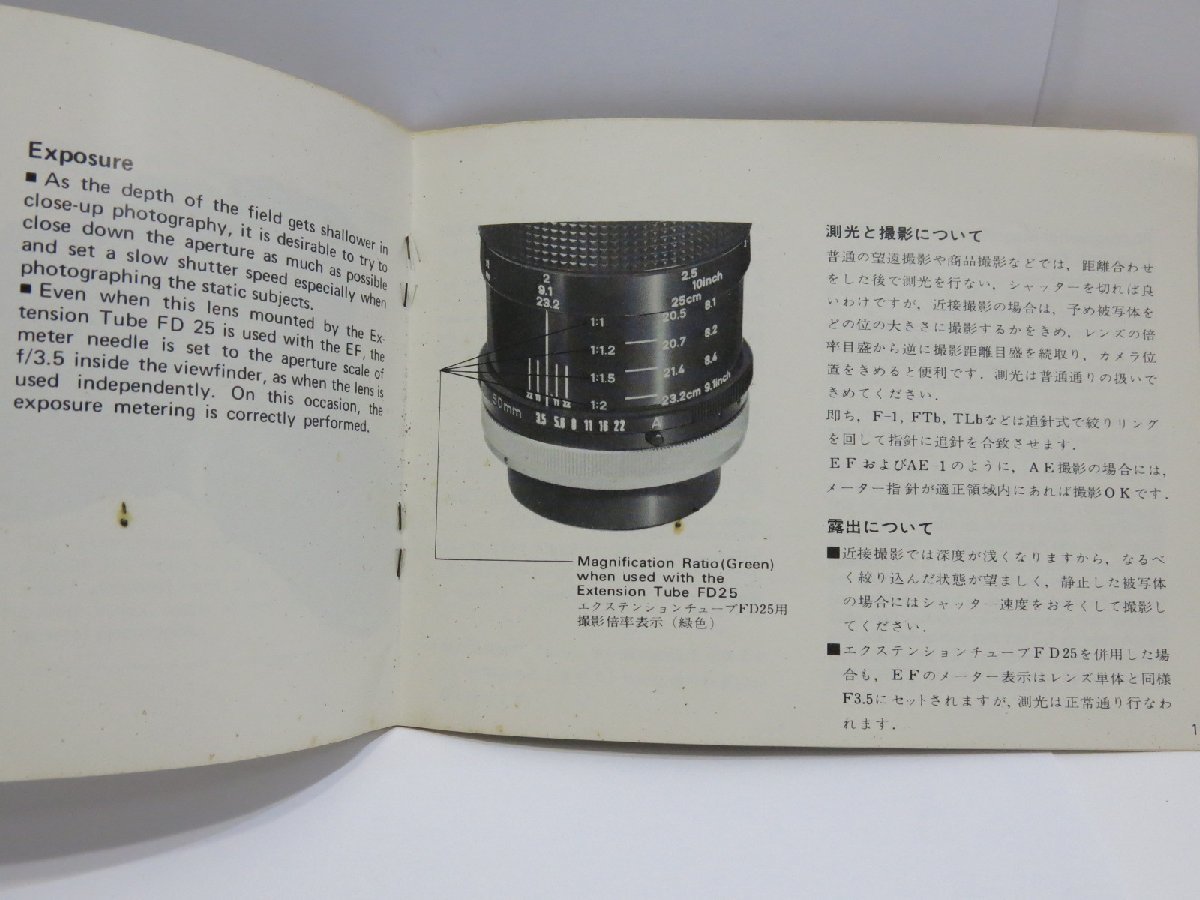 Exposure
■ As the depth of the field gets shallower in
close-up photography, it is desirable to try to
close down the aperture as much as possible
and set a slow shutter speed especially when
photographing the static subjects.
■ Even when this lens mounted by the Ex-
tension Tube FD 25 is used with the EF, the
meter needle is set to the aperture scale of
f/3.5 inside the viewfinder, as when the lens is
used independently. On this occasion, the
exposure metering is correctly performed.
2
9.1
23.2
2.5
10inch
25cm
1:1
20.5 8.1
1:1.2
20.7 8.2
1:1.5
21.4 8.4
1:2
23.2cm 9.1inch
22 11 11 22
50mm
3.5 5.6 8 11 16 22 A
Magnification Ratio(Green)
when used with the
Extension Tube FD25
エクステンションチューブFD25用
撮影倍率表示(緑色)
測光と撮影について
普通の望遠撮影や商品撮影などでは,距離合わせ
をした後で測光を行ない,シャッターを切れば良
いわけですが,近接撮影の場合は,予め被写体を
どの位の大きさに撮影するかをきめ,レンズの倍
率目盛から逆に撮影距離目盛を続取り,カメラ位
置をきめると便利です.測光は普通通りの扱いで
きめてください.
即ち,F-1, FTb, TLbなどは追針式で絞りリング
を回して指針に追針を合致させます.
EFおよびAE-1のように,AE撮影の場合には,
メーター指針が適正領域内にあれば撮影OKです.
露出について
■近接撮影では深度が浅くなりますから,なるべ
く絞り込んだ状態が望ましく,静止した被写体
の場合にはシャッター速度をおそくして撮影し
てください.
■エクステンションチューブFD25を併用した場
合も,EFのメーター表示はレンズ単体と同様
F3.5にセットされますが,測光は正常通り行なわ
れます.
1